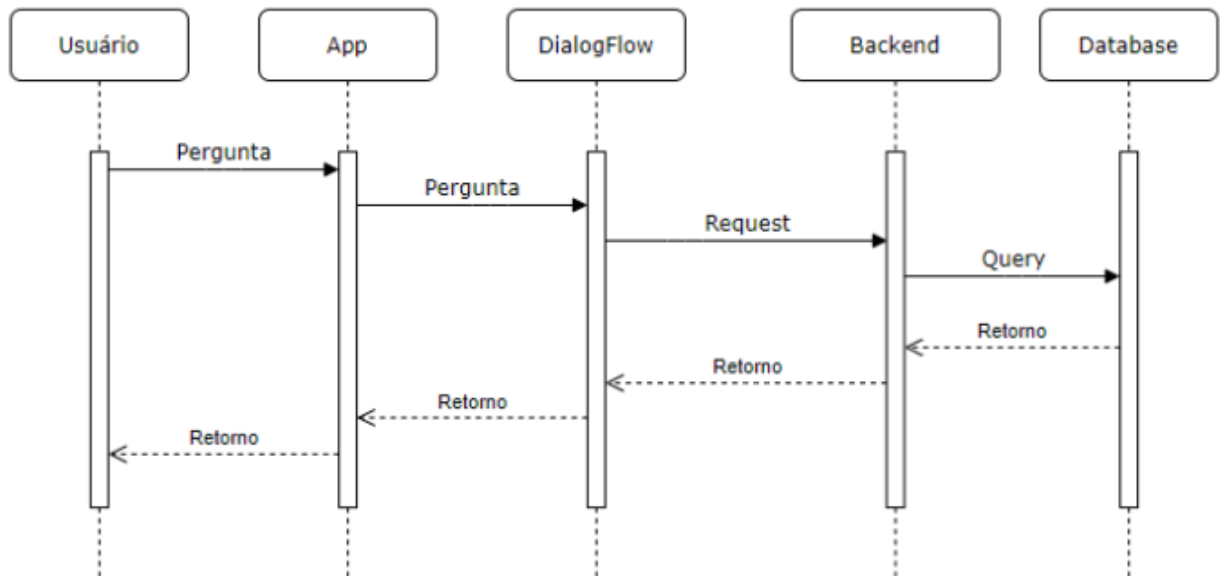 Usuário
App
DialogFlow
Backend
Database
Pergunta
Pergunta
Request
Query
Retorno
Retorno
Retorno
Retorno